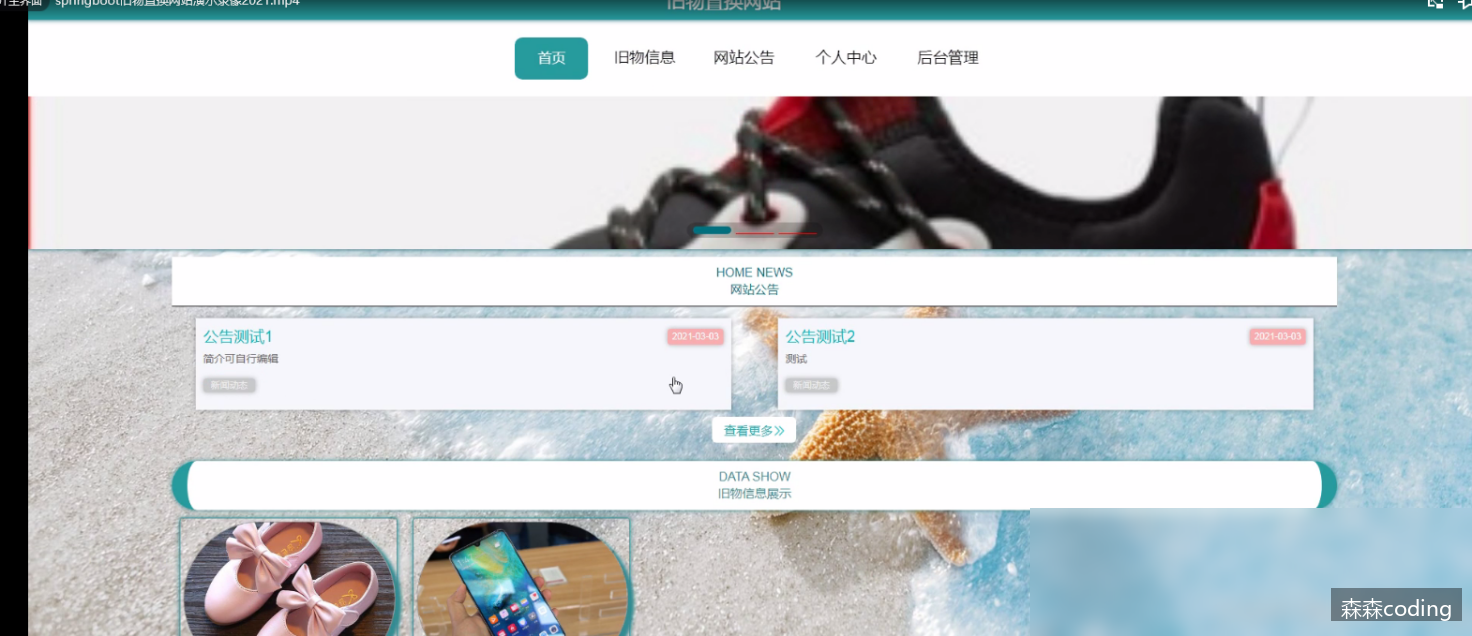 springboot旧物置换网站演示录像2021.mp4
旧物置换网站
首页
旧物信息
网站公告
个人中心
后台管理
HOME NEWS
网站公告
公告测试1
2021-03-03
简介可自行编辑
新闻动态
公告测试2
2021-03-03
测试
新闻动态
查看更多
DATA SHOW
旧物信息展示
森森coding